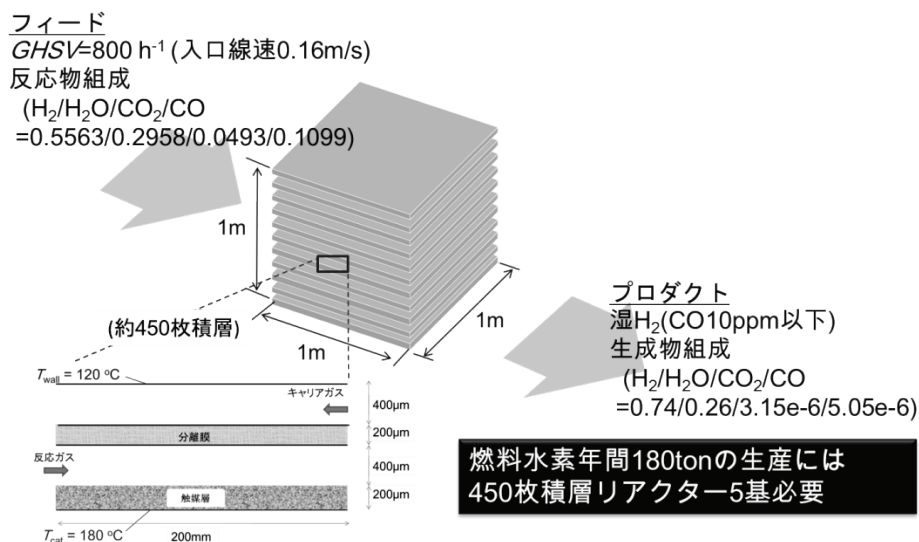 フィード
GHSV=800 h⁻¹ (入口線速0.16m/s)
反応物組成
(H₂/H₂O/CO₂/CO
=0.5563/0.2958/0.0493/0.1099)
1m
(約450枚積層)
1m
1m
プロダクト
湿H₂(CO10ppm以下)
生成物組成
(H₂/H₂O/CO₂/CO
=0.74/0.26/3.15e-6/5.05e-6)
T_wall = 120 ℃
キャリアガス
400μm
分離膜
200μm
反応ガス
400μm
触媒層
200μm
T_cat = 180 ℃
200mm
燃料水素年間180tonの生産には
450枚積層リアクター5基必要